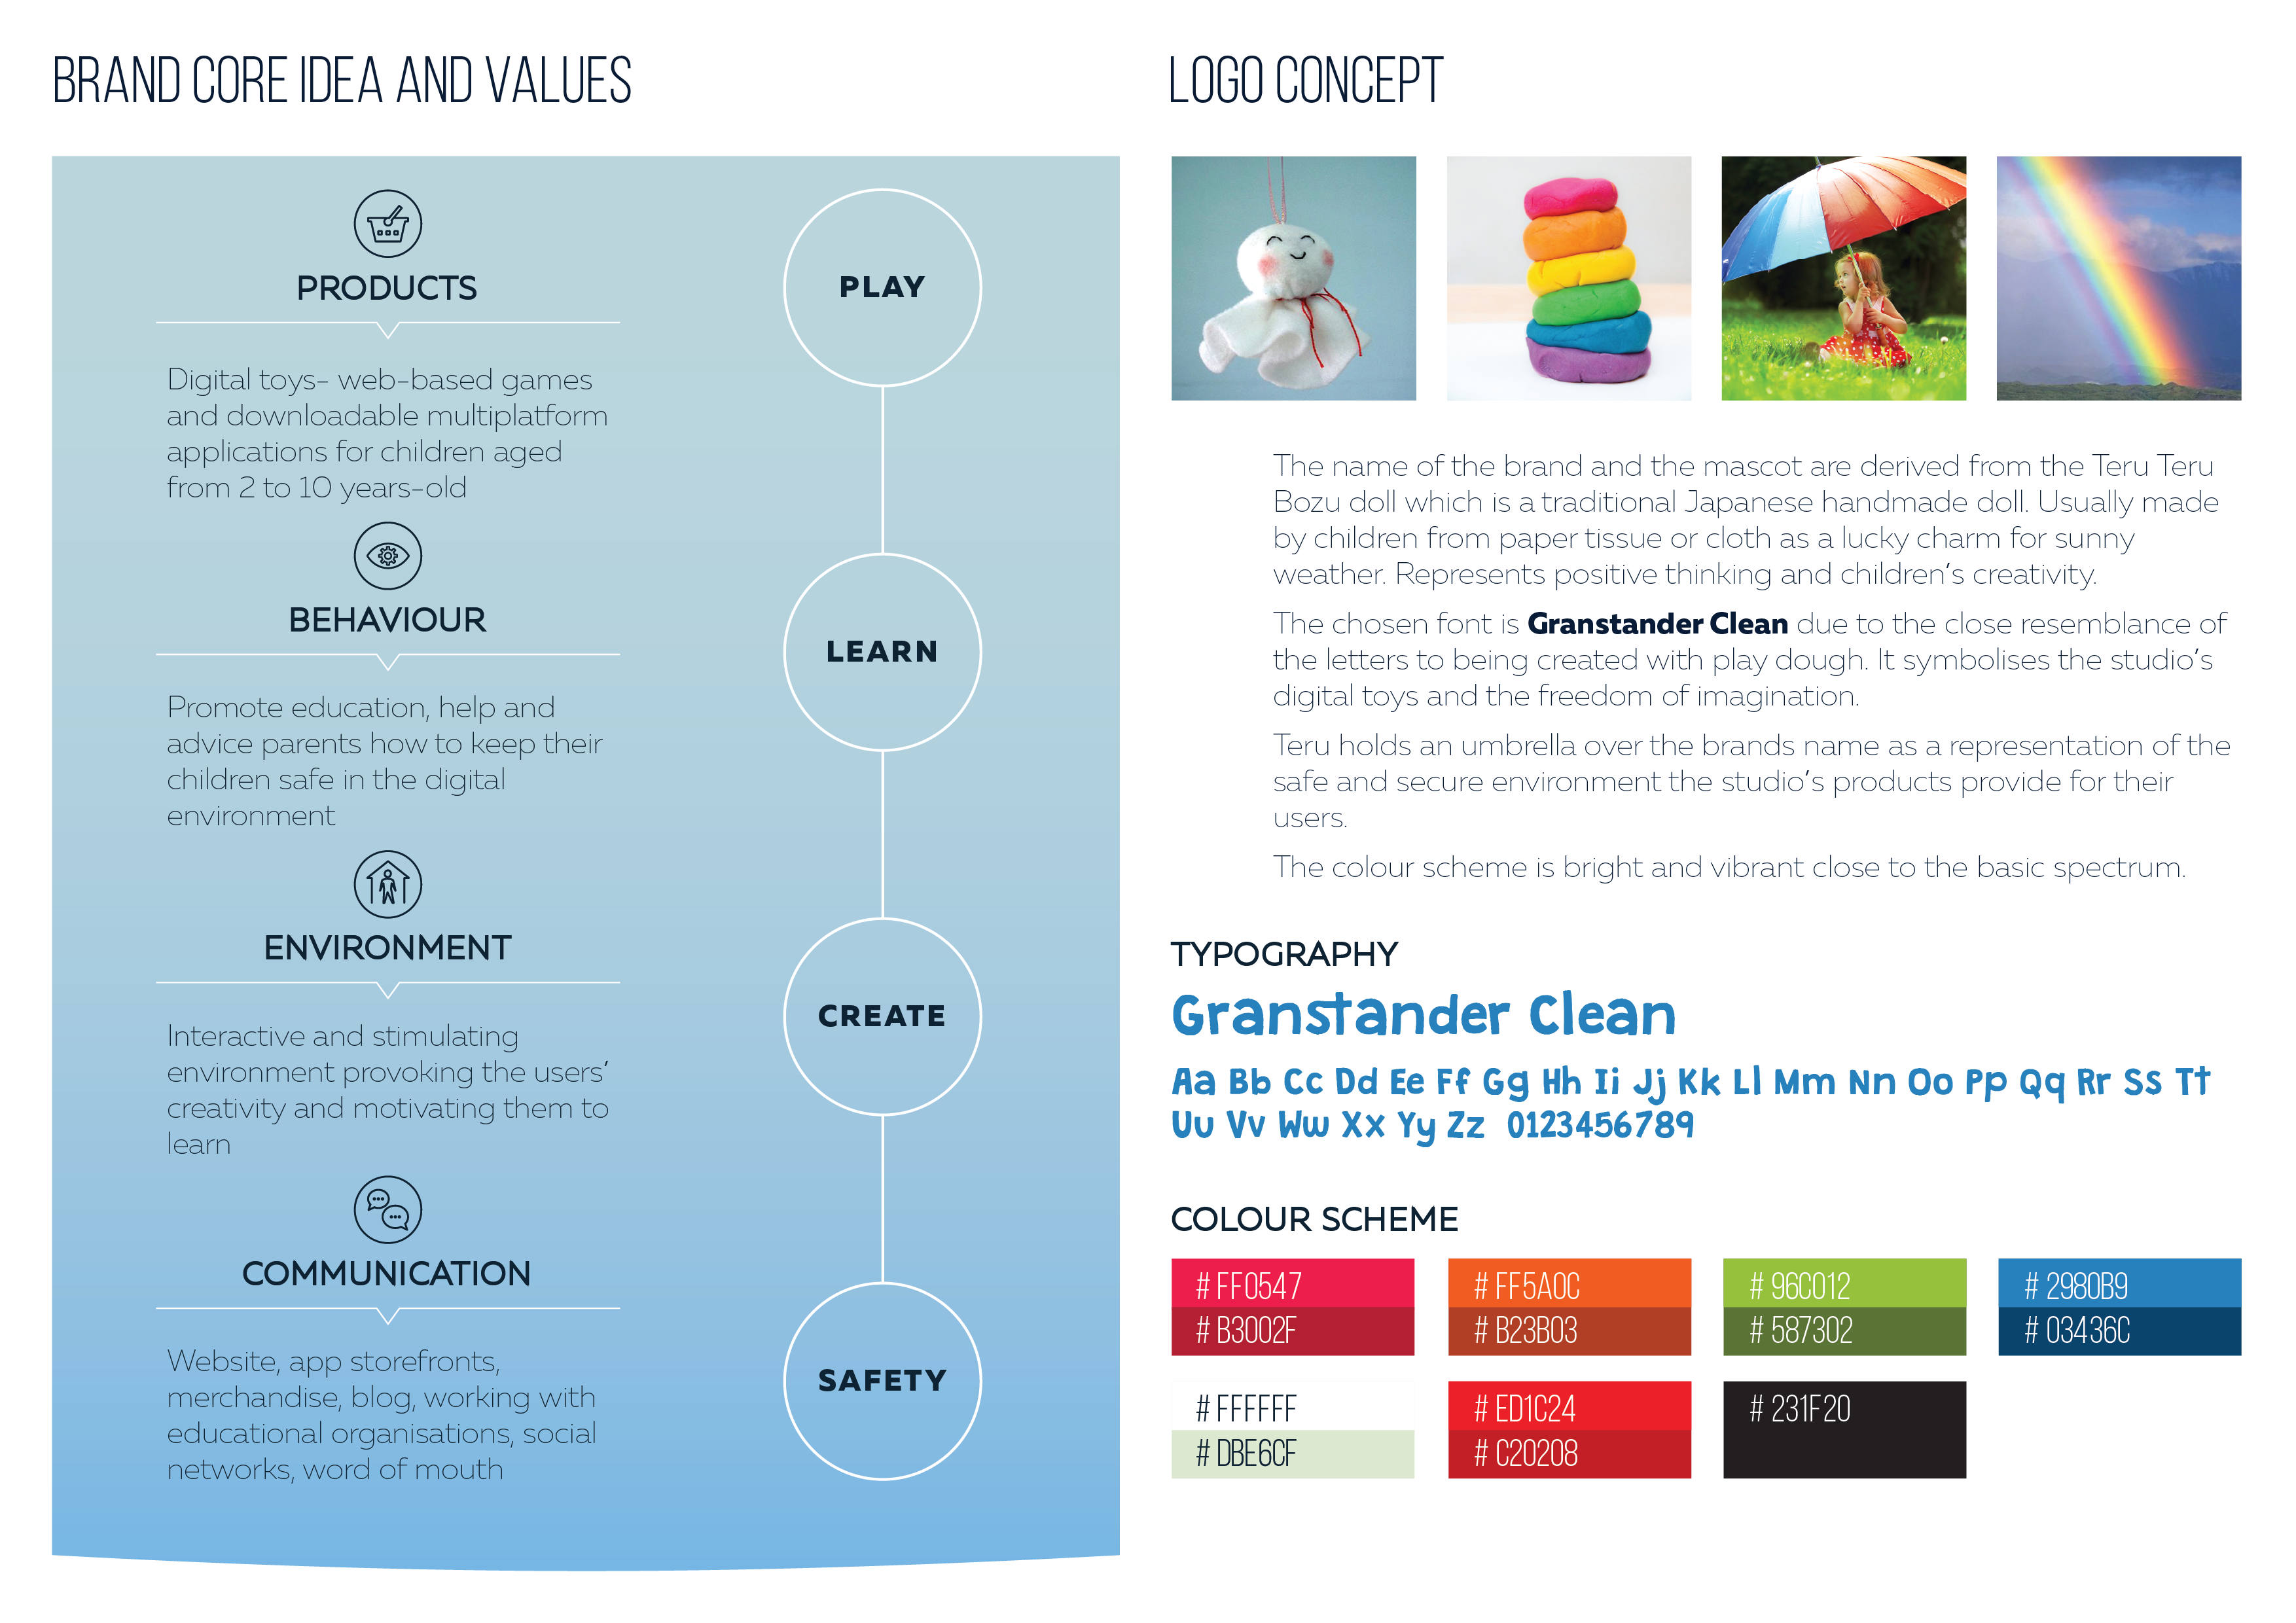 BRAND CORE IDEA AND VALUES
PRODUCTS
Digital toys- web-based games
and downloadable multiplatform
applications for children aged
from 2 to 10 years-old
BEHAVIOUR
Promote education, help and
advice parents how to keep their
children safe in the digital
environment
ENVIRONMENT
Interactive and stimulating
environment provoking the users’
creativity and motivating them to
learn
COMMUNICATION
Website, app storefronts,
merchandise, blog, working with
educational organisations, social
networks, word of mouth
PLAY
LEARN
CREATE
SAFETY
LOGO CONCEPT
The name of the brand and the mascot are derived from the Teru Teru
Bozu doll which is a traditional Japanese handmade doll. Usually made
by children from paper tissue or cloth as a lucky charm for sunny
weather. Represents positive thinking and children’s creativity.
The chosen font is Granstander Clean due to the close resemblance of
the letters to being created with play dough. It symbolises the studio’s
digital toys and the freedom of imagination.
Teru holds an umbrella over the brands name as a representation of the
safe and secure environment the studio’s products provide for their
users.
The colour scheme is bright and vibrant close to the basic spectrum.
TYPOGRAPHY
Granstander Clean
Aa Bb Cc Dd Ee Ff Gg Hh Ii Jj Kk Ll Mm Nn Oo Pp Qq Rr Ss Tt
Uu Vv Ww Xx Yy Zz 0123456789
COLOUR SCHEME
# FF0547
# B3002F
# FF5A0C
# B23B03
# 96C012
# 587302
# 2980B9
# 03436C
# FFFFFF
# DBE6CF
# ED1C24
# C20208
# 231F20